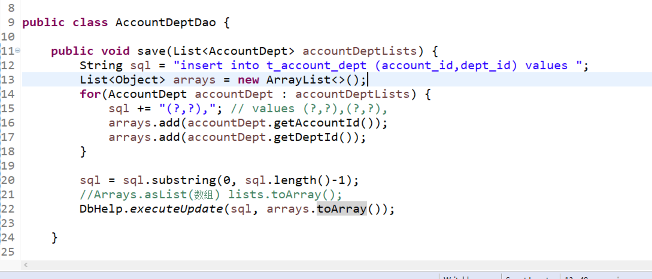 8
9 public class AccountDeptDao {
10
11 public void save(List<AccountDept> accountDeptLists) {
12 String sql = "insert into t_account_dept (account_id,dept_id) values ";
13 List<Object> arrays = new ArrayList<>();
14 for(AccountDept accountDept : accountDeptLists) {
15 sql += "(?,?),"; // values (?,?),(?,?),
16 arrays.add(accountDept.getAccountId());
17 arrays.add(accountDept.getDeptId());
18 }
19
20 sql = sql.substring(0, sql.length()-1);
21 //Arrays.asList(数组) lists.toArray();
22 DbHelp.executeUpdate(sql, arrays.toArray());
23
24 }
25